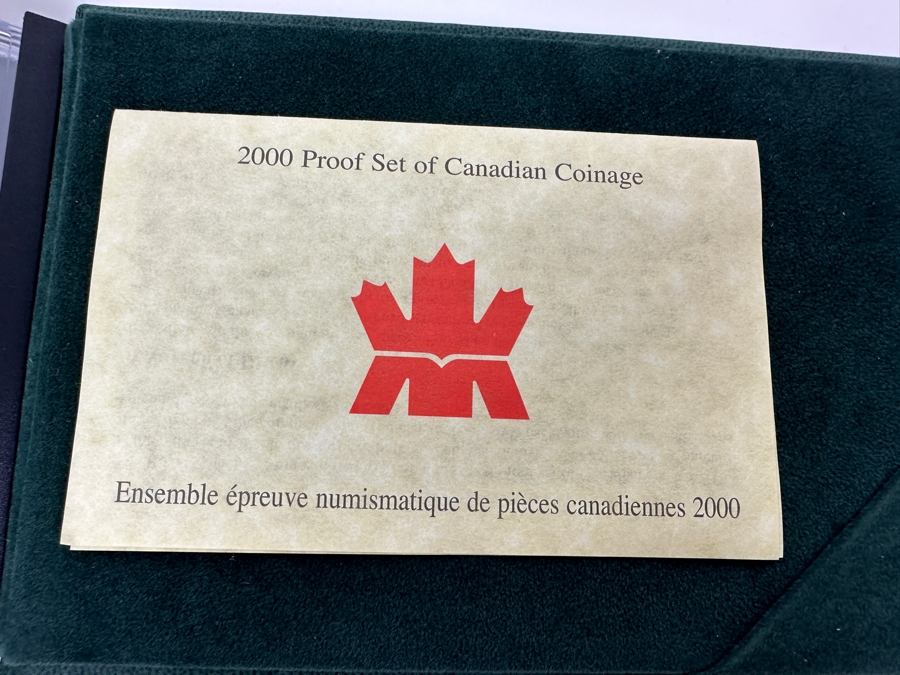 2000 Proof Set of Canadian Coinage
Ensemble épreuve numismatique de pièces canadiennes 2000